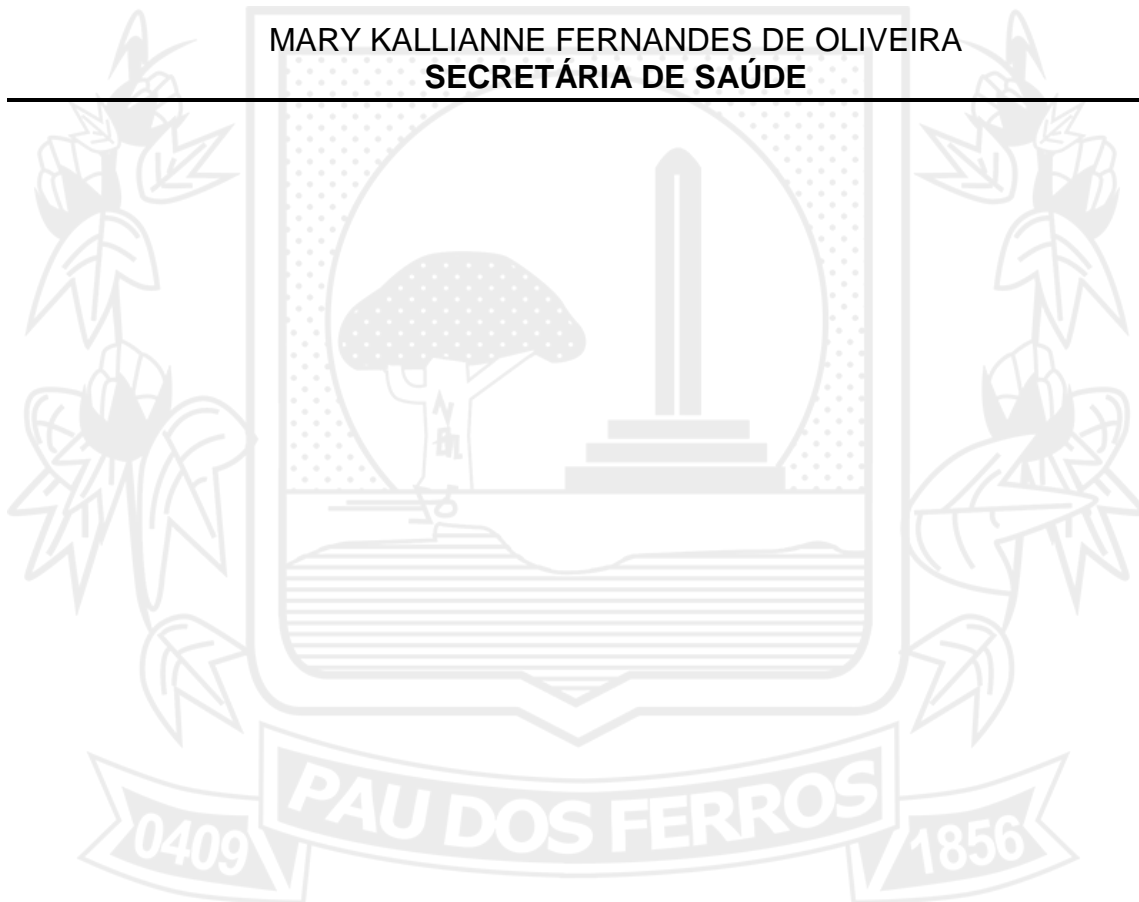 MARY KALLIANNE FERNANDES DE OLIVEIRA
SECRETÁRIA DE SAÚDE
PAU DOS FERROS
0409
1856